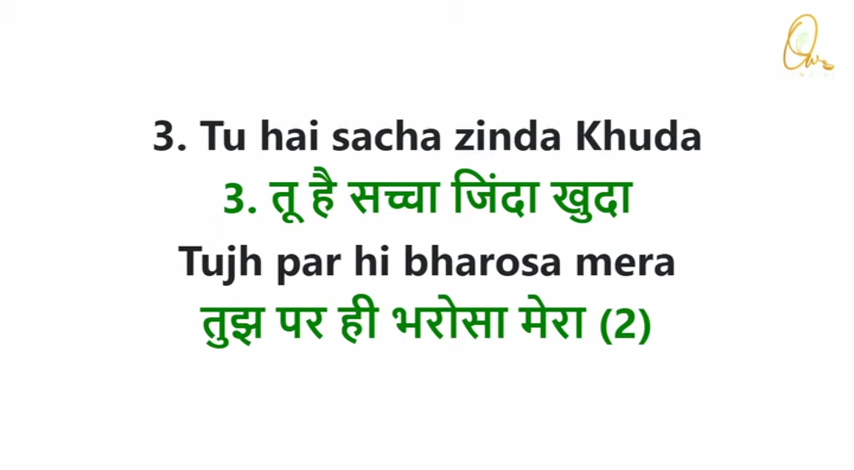 3. Tu hai sacha zinda Khuda
3. तू है सच्चा जिंदा खुदा
Tujh par hi bharosa mera
तुझ पर ही भरोसा मेरा (2)